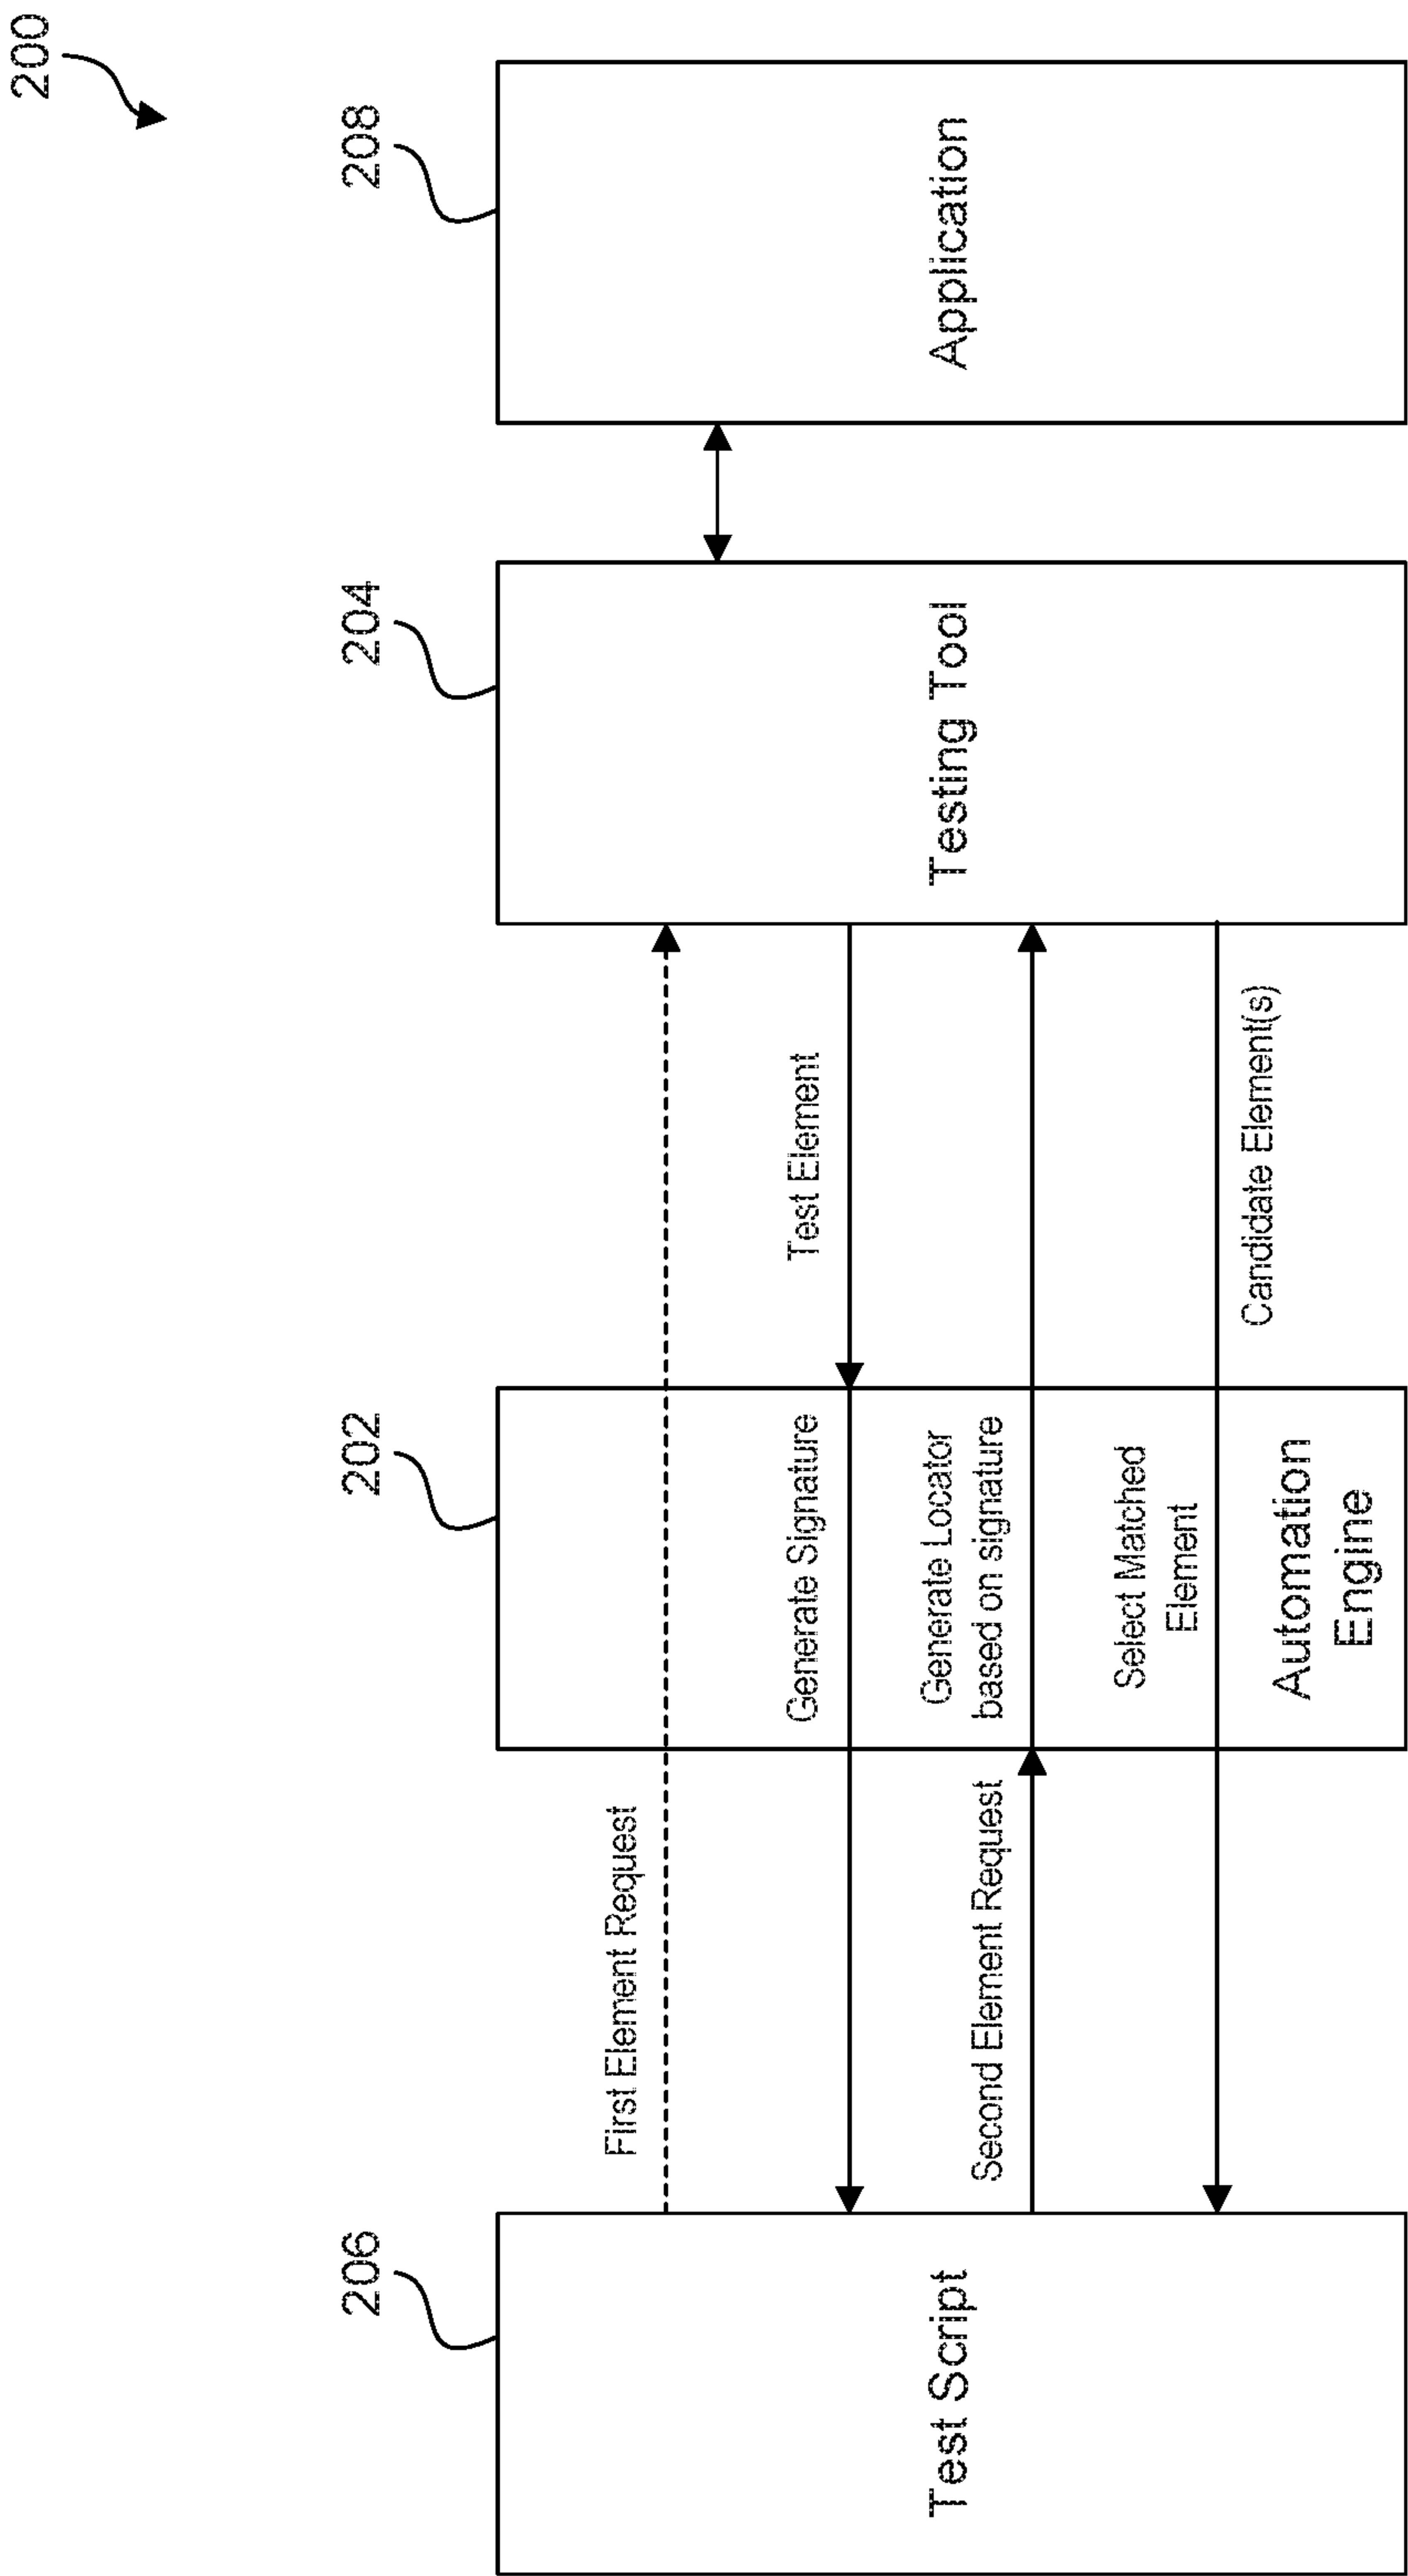 200
206
202
204
208
First Element Request
Test Element
Generate Signature
Second Element Request
Generate Locator
based on signature
Select Matched
Element
Candidate Element(s)
Test Script
Automation
Engine
Testing Tool
Application